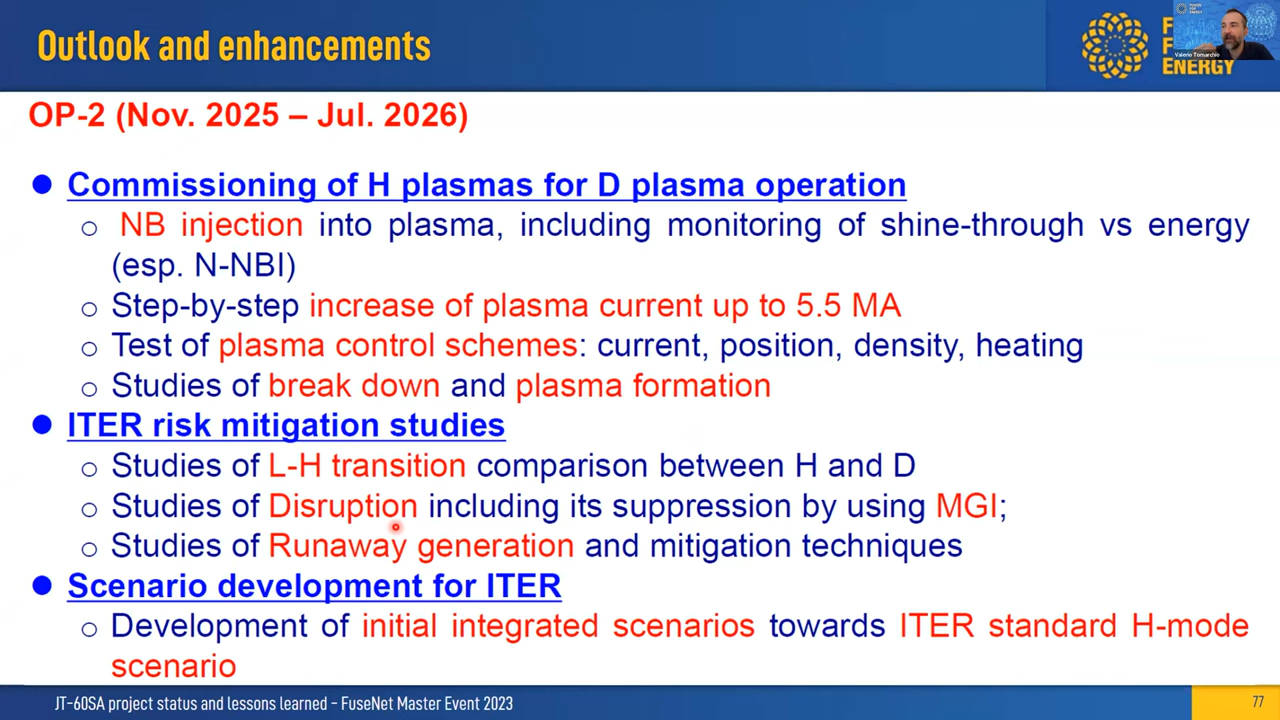 Outlook and enhancements
FUSION
FOR
ENERGY
Valerio Tomarchio
ENERGY
OP-2 (Nov. 2025 – Jul. 2026)
● Commissioning of H plasmas for D plasma operation
○ NB injection into plasma, including monitoring of shine-through vs energy
(esp. N-NBI)
○ Step-by-step increase of plasma current up to 5.5 MA
○ Test of plasma control schemes: current, position, density, heating
○ Studies of break down and plasma formation
● ITER risk mitigation studies
○ Studies of L-H transition comparison between H and D
○ Studies of Disruption including its suppression by using MGI;
○ Studies of Runaway generation and mitigation techniques
● Scenario development for ITER
○ Development of initial integrated scenarios towards ITER standard H-mode
scenario
JT-60SA project status and lessons learned – FuseNet Master Event 2023
77